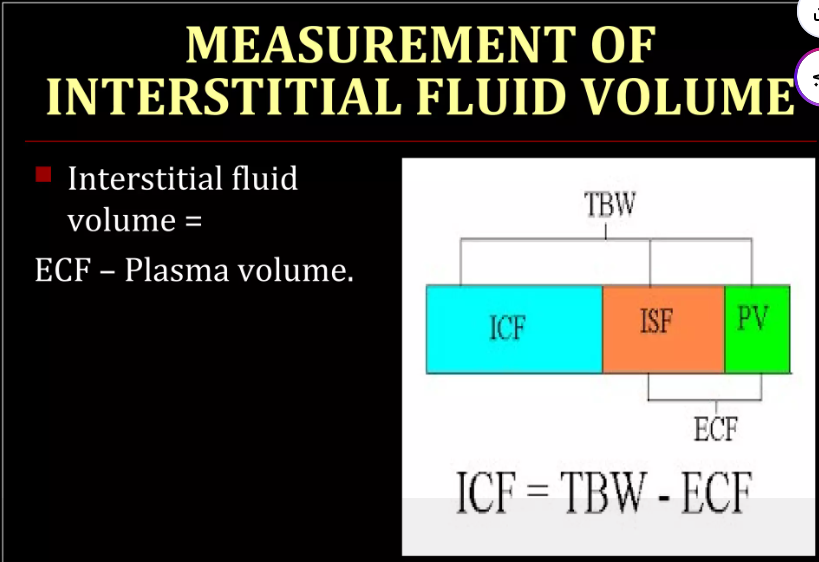 MEASUREMENT OF
INTERSTITIAL FLUID VOLUME
Interstitial fluid
volume =
ECF – Plasma volume.
TBW
ICF
ISF
PV
ECF
ICF = TBW - ECF